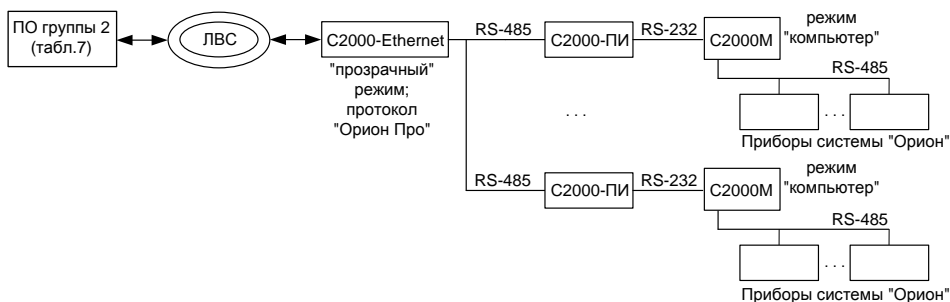 ПО группы 2
(табл.7)
ЛВС
С2000-Ethernet
"прозрачный"
режим;
протокол
"Орион Про"
RS-485
С2000-ПИ
RS-232
С2000М
режим
"компьютер"
RS-485
. . .
Приборы системы "Орион"
. . .
RS-485
С2000-ПИ
RS-232
С2000М
режим
"компьютер"
RS-485
. . .
Приборы системы "Орион"